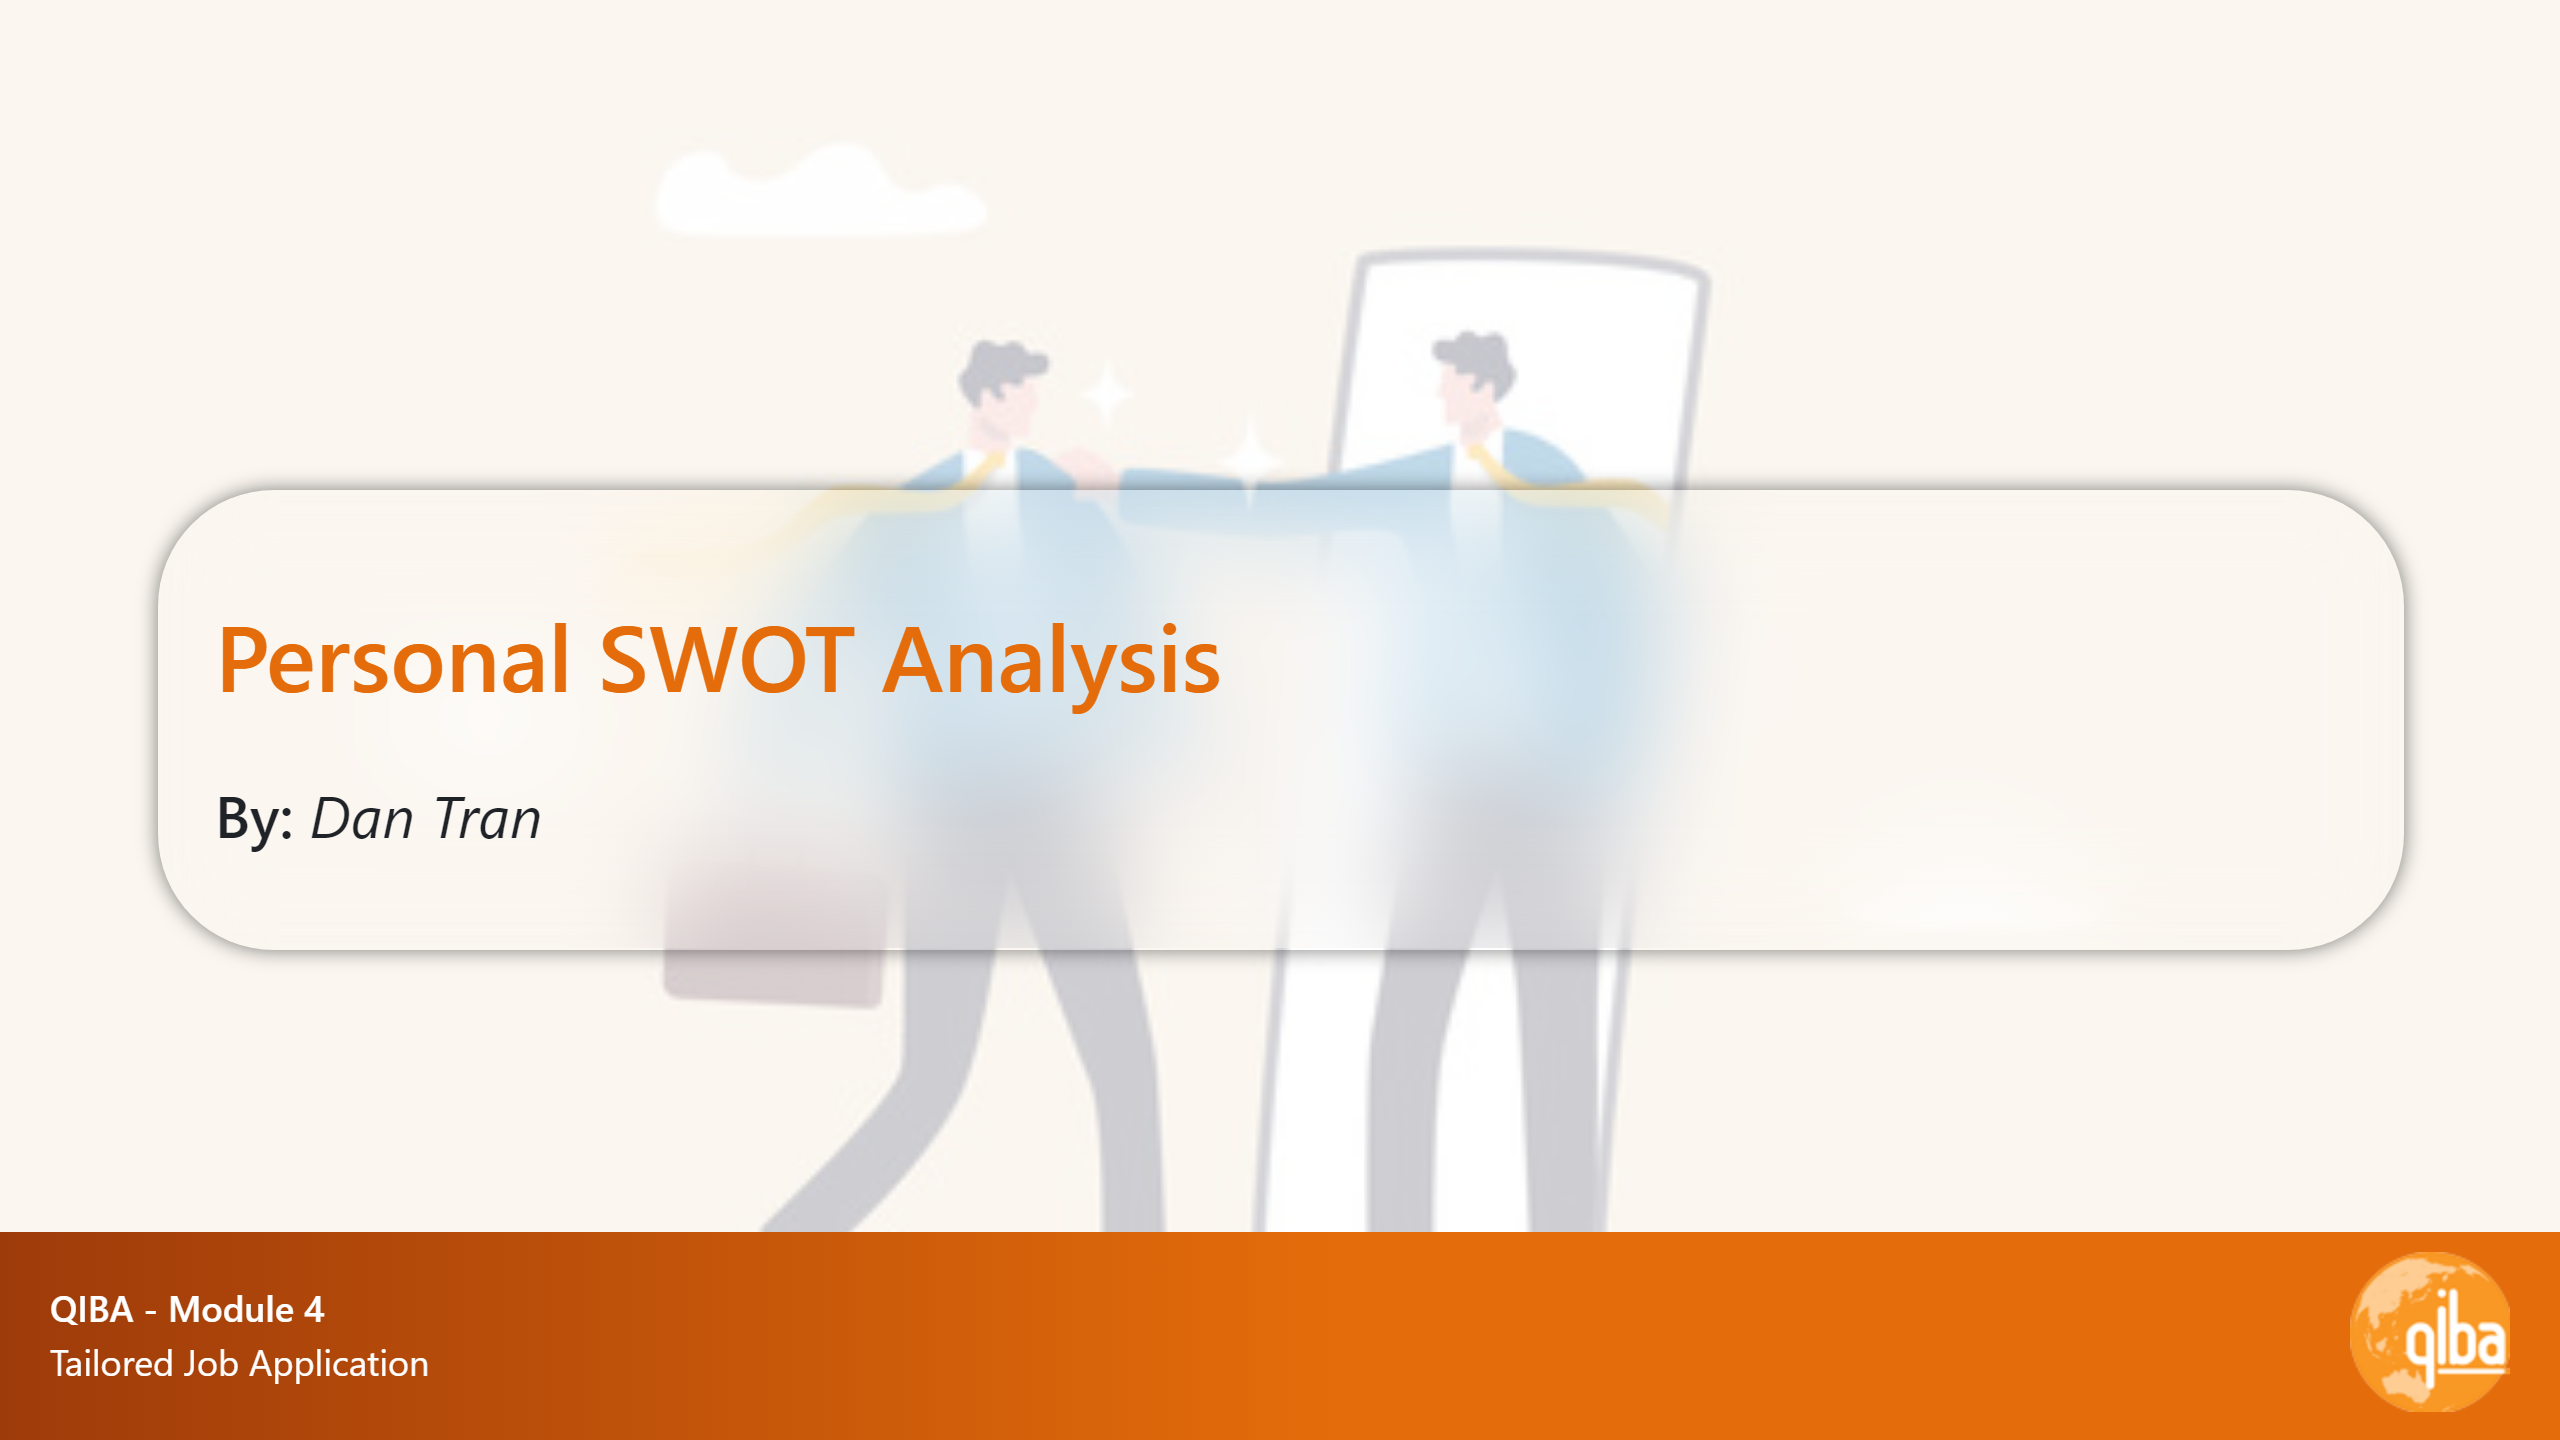 Personal SWOT Analysis
By: Dan Tran
QIBA - Module 4
Tailored Job Application
qiba